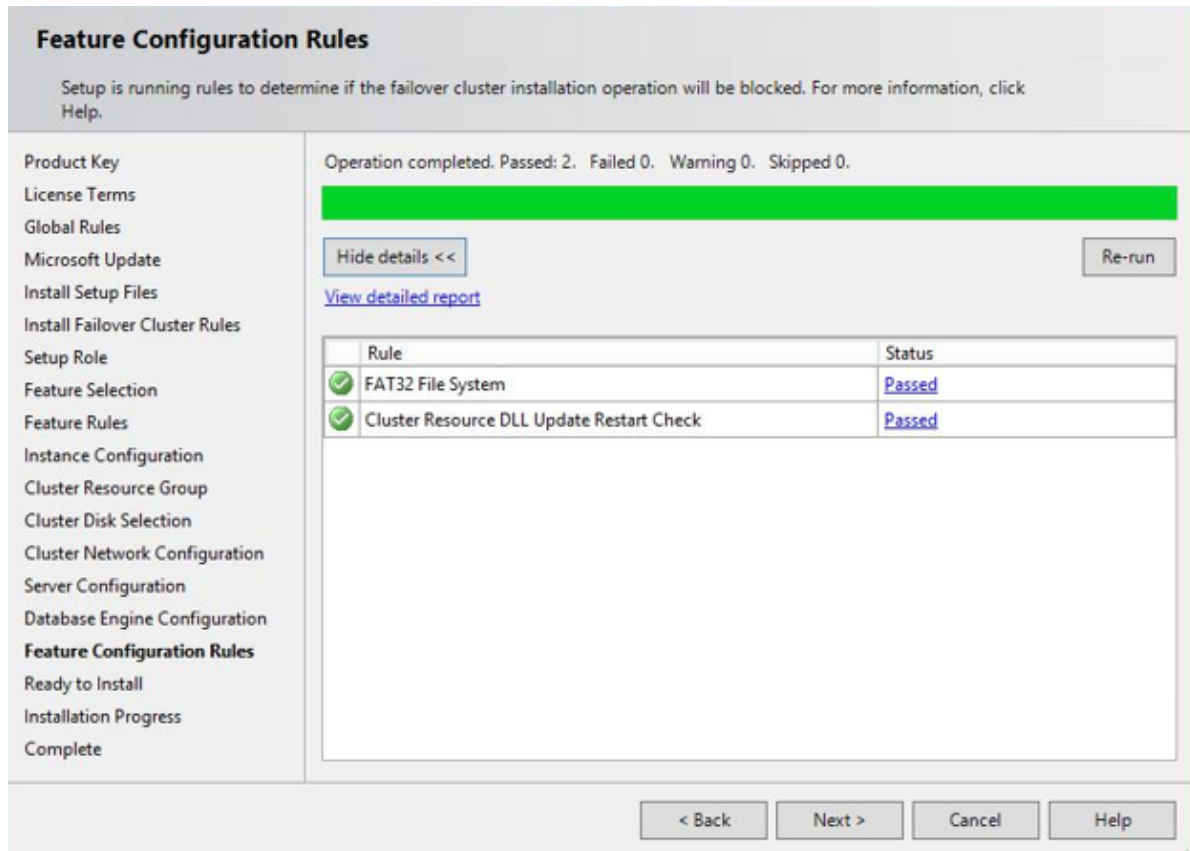 Feature Configuration Rules
Setup is running rules to determine if the failover cluster installation operation will be blocked. For more information, click
Help.
Product Key
License Terms
Global Rules
Microsoft Update
Install Setup Files
Install Failover Cluster Rules
Setup Role
Feature Selection
Feature Rules
Instance Configuration
Cluster Resource Group
Cluster Disk Selection
Cluster Network Configuration
Server Configuration
Database Engine Configuration
Feature Configuration Rules
Ready to Install
Installation Progress
Complete
Operation completed. Passed: 2. Failed 0. Warning 0. Skipped 0.
Hide details << Re-run
View detailed report
Rule Status
FAT32 File System Passed
Cluster Resource DLL Update Restart Check Passed
< Back Next > Cancel Help